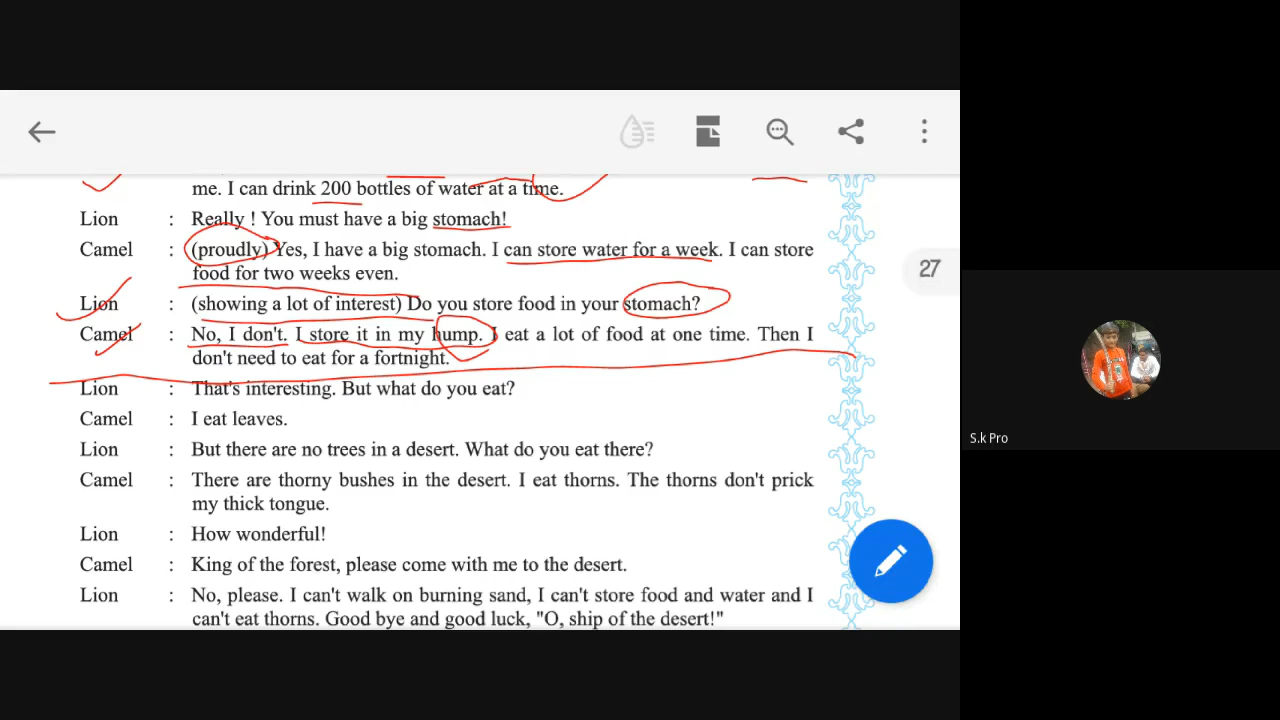 me. I can drink 200 bottles of water at a time.
Lion : Really ! You must have a big stomach!
Camel : (proudly) Yes, I have a big stomach. I can store water for a week. I can store
food for two weeks even.
27
Lion : (showing a lot of interest) Do you store food in your stomach?
Camel : No, I don't. I store it in my hump. I eat a lot of food at one time. Then I
don't need to eat for a fortnight.
Lion : That's interesting. But what do you eat?
Camel : I eat leaves.
Lion : But there are no trees in a desert. What do you eat there?
Camel : There are thorny bushes in the desert. I eat thorns. The thorns don't prick
my thick tongue.
Lion : How wonderful!
Camel : King of the forest, please come with me to the desert.
Lion : No, please. I can't walk on burning sand, I can't store food and water and I
can't eat thorns. Good bye and good luck, "O, ship of the desert!"
S.k Pro